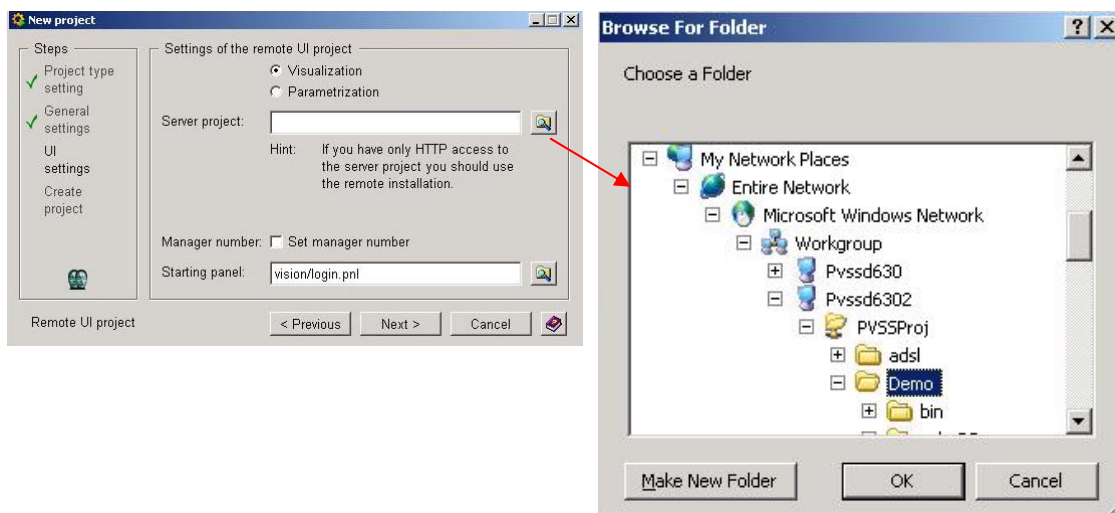 New project
Steps
Project type
setting
General
settings
UI
settings
Create
project
Settings of the remote UI project
Visualization
Parametrization
Server project:
Hint: If you have only HTTP access to
the server project you should use
the remote installation.
Manager number: Set manager number
Starting panel: vision/login.pnl
Remote UI project
< Previous Next > Cancel
Browse For Folder
Choose a Folder
My Network Places
Entire Network
Microsoft Windows Network
Workgroup
Pvssd630
Pvssd6302
PVSSProj
adsl
Demo
bin
Make New Folder OK Cancel